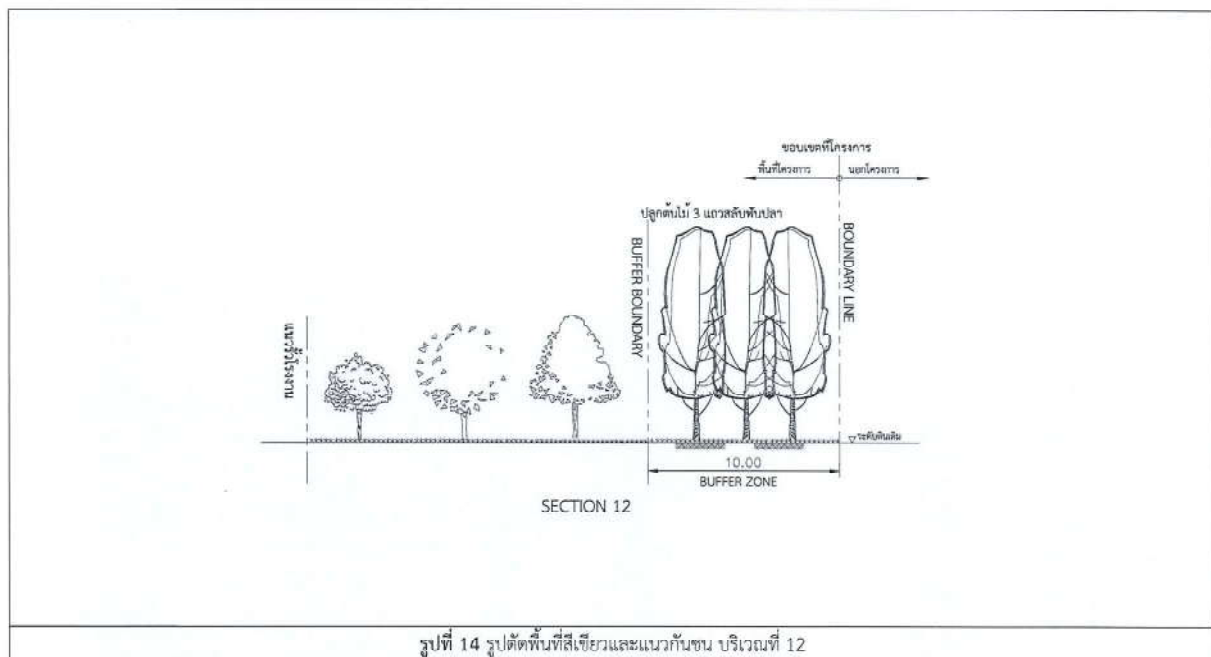 ขอบเขตที่โครงการ
พื้นที่โครงการ
นอกโครงการ
ปลูกต้นไม้ 3 แถวสลับฟันปลา
BUFFER BOUNDARY
BOUNDARY LINE
แนวรั้วโรงงาน
ระดับดินเดิม
10.00
BUFFER ZONE
SECTION 12
รูปที่ 14 รูปตัดพื้นที่สีเขียวและแนวกันชน บริเวณที่ 12